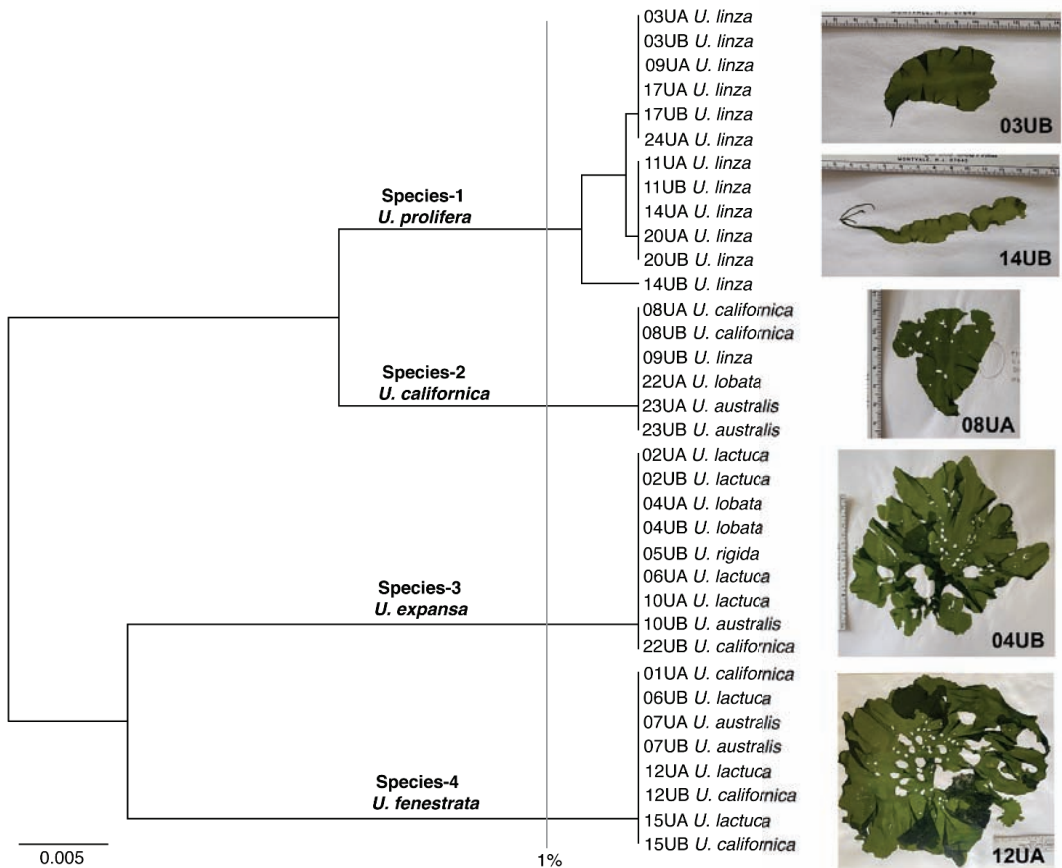 03UA U. linza
03UB U. linza
09UA U. linza
17UA U. linza
17UB U. linza
24UA U. linza
11UA U. linza
11UB U. linza
14UA U. linza
20UA U. linza
20UB U. linza
14UB U. linza
08UA U. californica
08UB U. californica
09UB U. linza
22UA U. lobata
23UA U. australis
23UB U. australis
02UA U. lactuca
02UB U. lactuca
04UA U. lobata
04UB U. lobata
05UB U. rigida
06UA U. lactuca
10UA U. lactuca
10UB U. australis
22UB U. californica
01UA U. californica
06UB U. lactuca
07UA U. australis
07UB U. australis
12UA U. lactuca
12UB U. californica
15UA U. lactuca
15UB U. californica
Species-1
U. prolifera
Species-2
U. californica
Species-3
U. expansa
Species-4
U. fenestrata
0.005
1%
03UB
MONTVALE, N.J. 07645
14UB
08UA
04UB
12UA